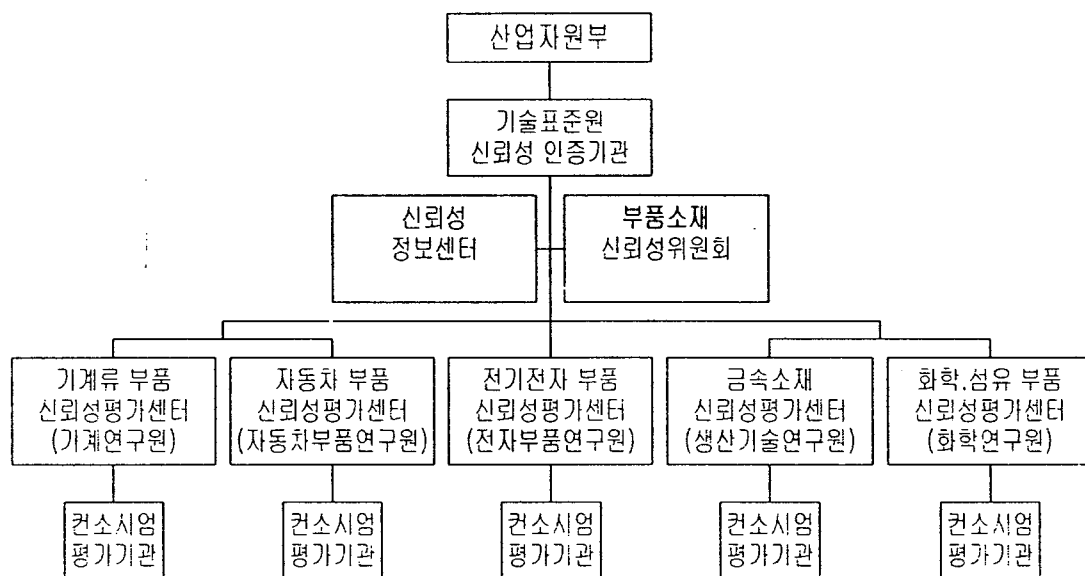 산업자원부
기술표준원
신뢰성 인증기관
신뢰성
정보센터
부품소재
신뢰성위원회
기계류 부품
신뢰성평가센터
(기계연구원)
자동차 부품
신뢰성평가센터
(자동차부품연구원)
전기전자 부품
신뢰성평가센터
(전자부품연구원)
금속소재
신뢰성평가센터
(생산기술연구원)
화학.섬유 부품
신뢰성평가센터
(화학연구원)
컨소시엄
평가기관
컨소시엄
평가기관
컨소시엄
평가기관
컨소시엄
평가기관
컨소시엄
평가기관